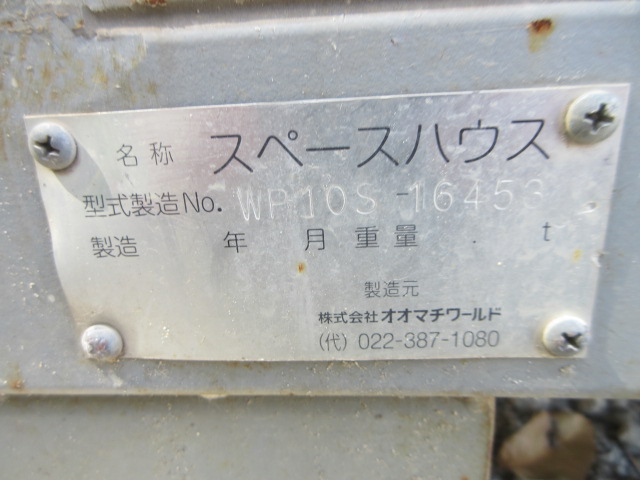 名称 スペースハウス
型式製造No. WP10S-16453
製造 年 月 重量 . t
製造元
株式会社オオマチワールド
(代) 022-387-1080